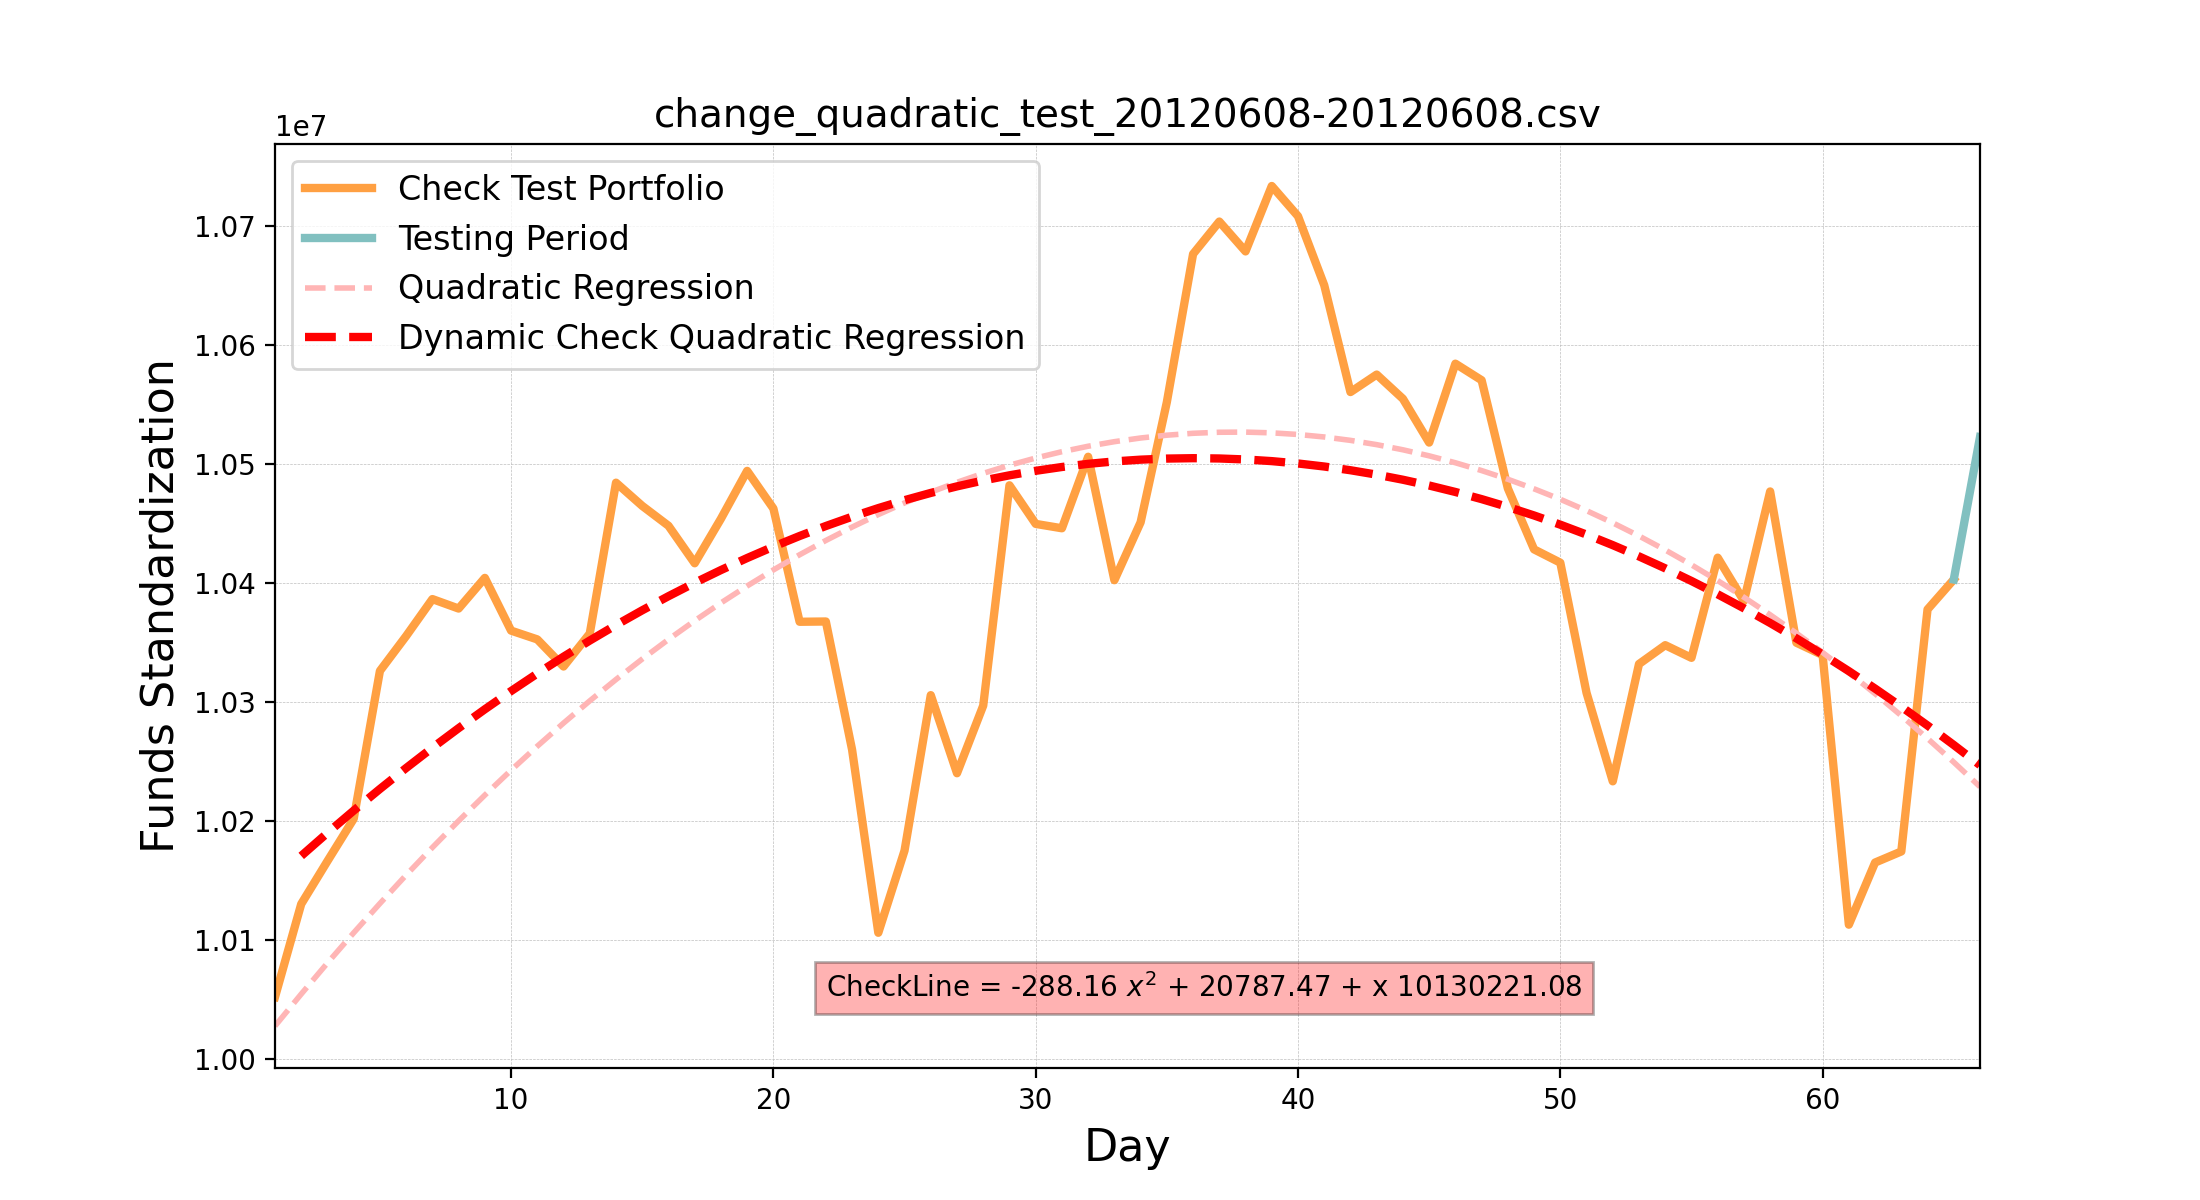 change_quadratic_test_20120608-20120608.csv
1e7
Check Test Portfolio
Testing Period
Quadratic Regression
Dynamic Check Quadratic Regression
1.07
1.06
1.05
1.04
1.03
1.02
1.01
1.00
Funds Standardization
CheckLine = -288.16 x² + 20787.47 + x 10130221.08
10 20 30 40 50 60
Day